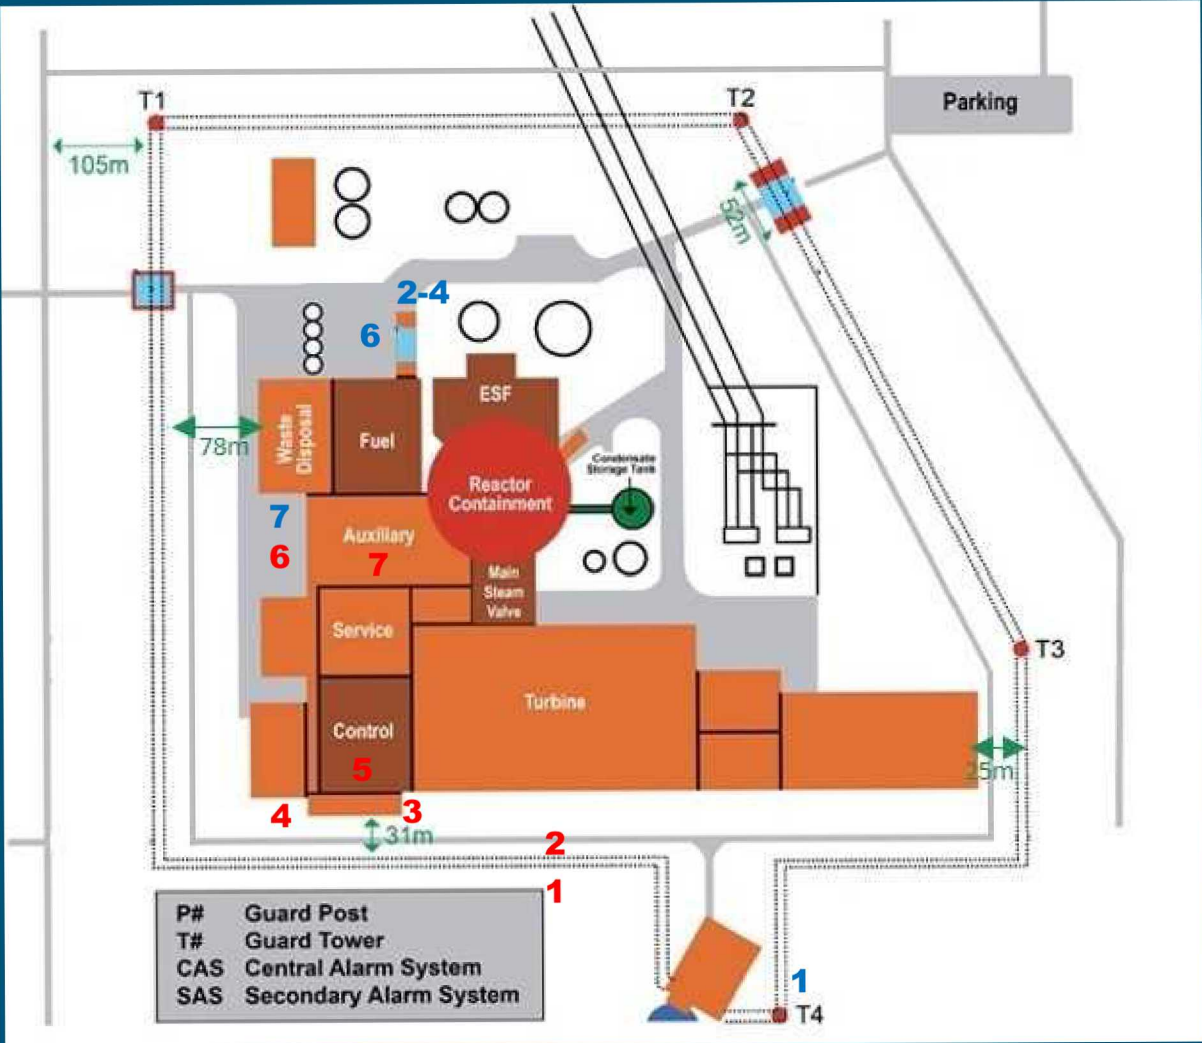 T1
T2
Parking
105m
52m
2-4
6
ESF
Waste
Disposal
Fuel
78m
Condensate
Storage Tank
Reactor
Containment
7
6
Auxiliary
7
Main
Steam
Valve
Service
T3
Turbine
Control
5
25m
4
3
31m
2
1
P# Guard Post
T# Guard Tower
CAS Central Alarm System
SAS Secondary Alarm System
1
T4